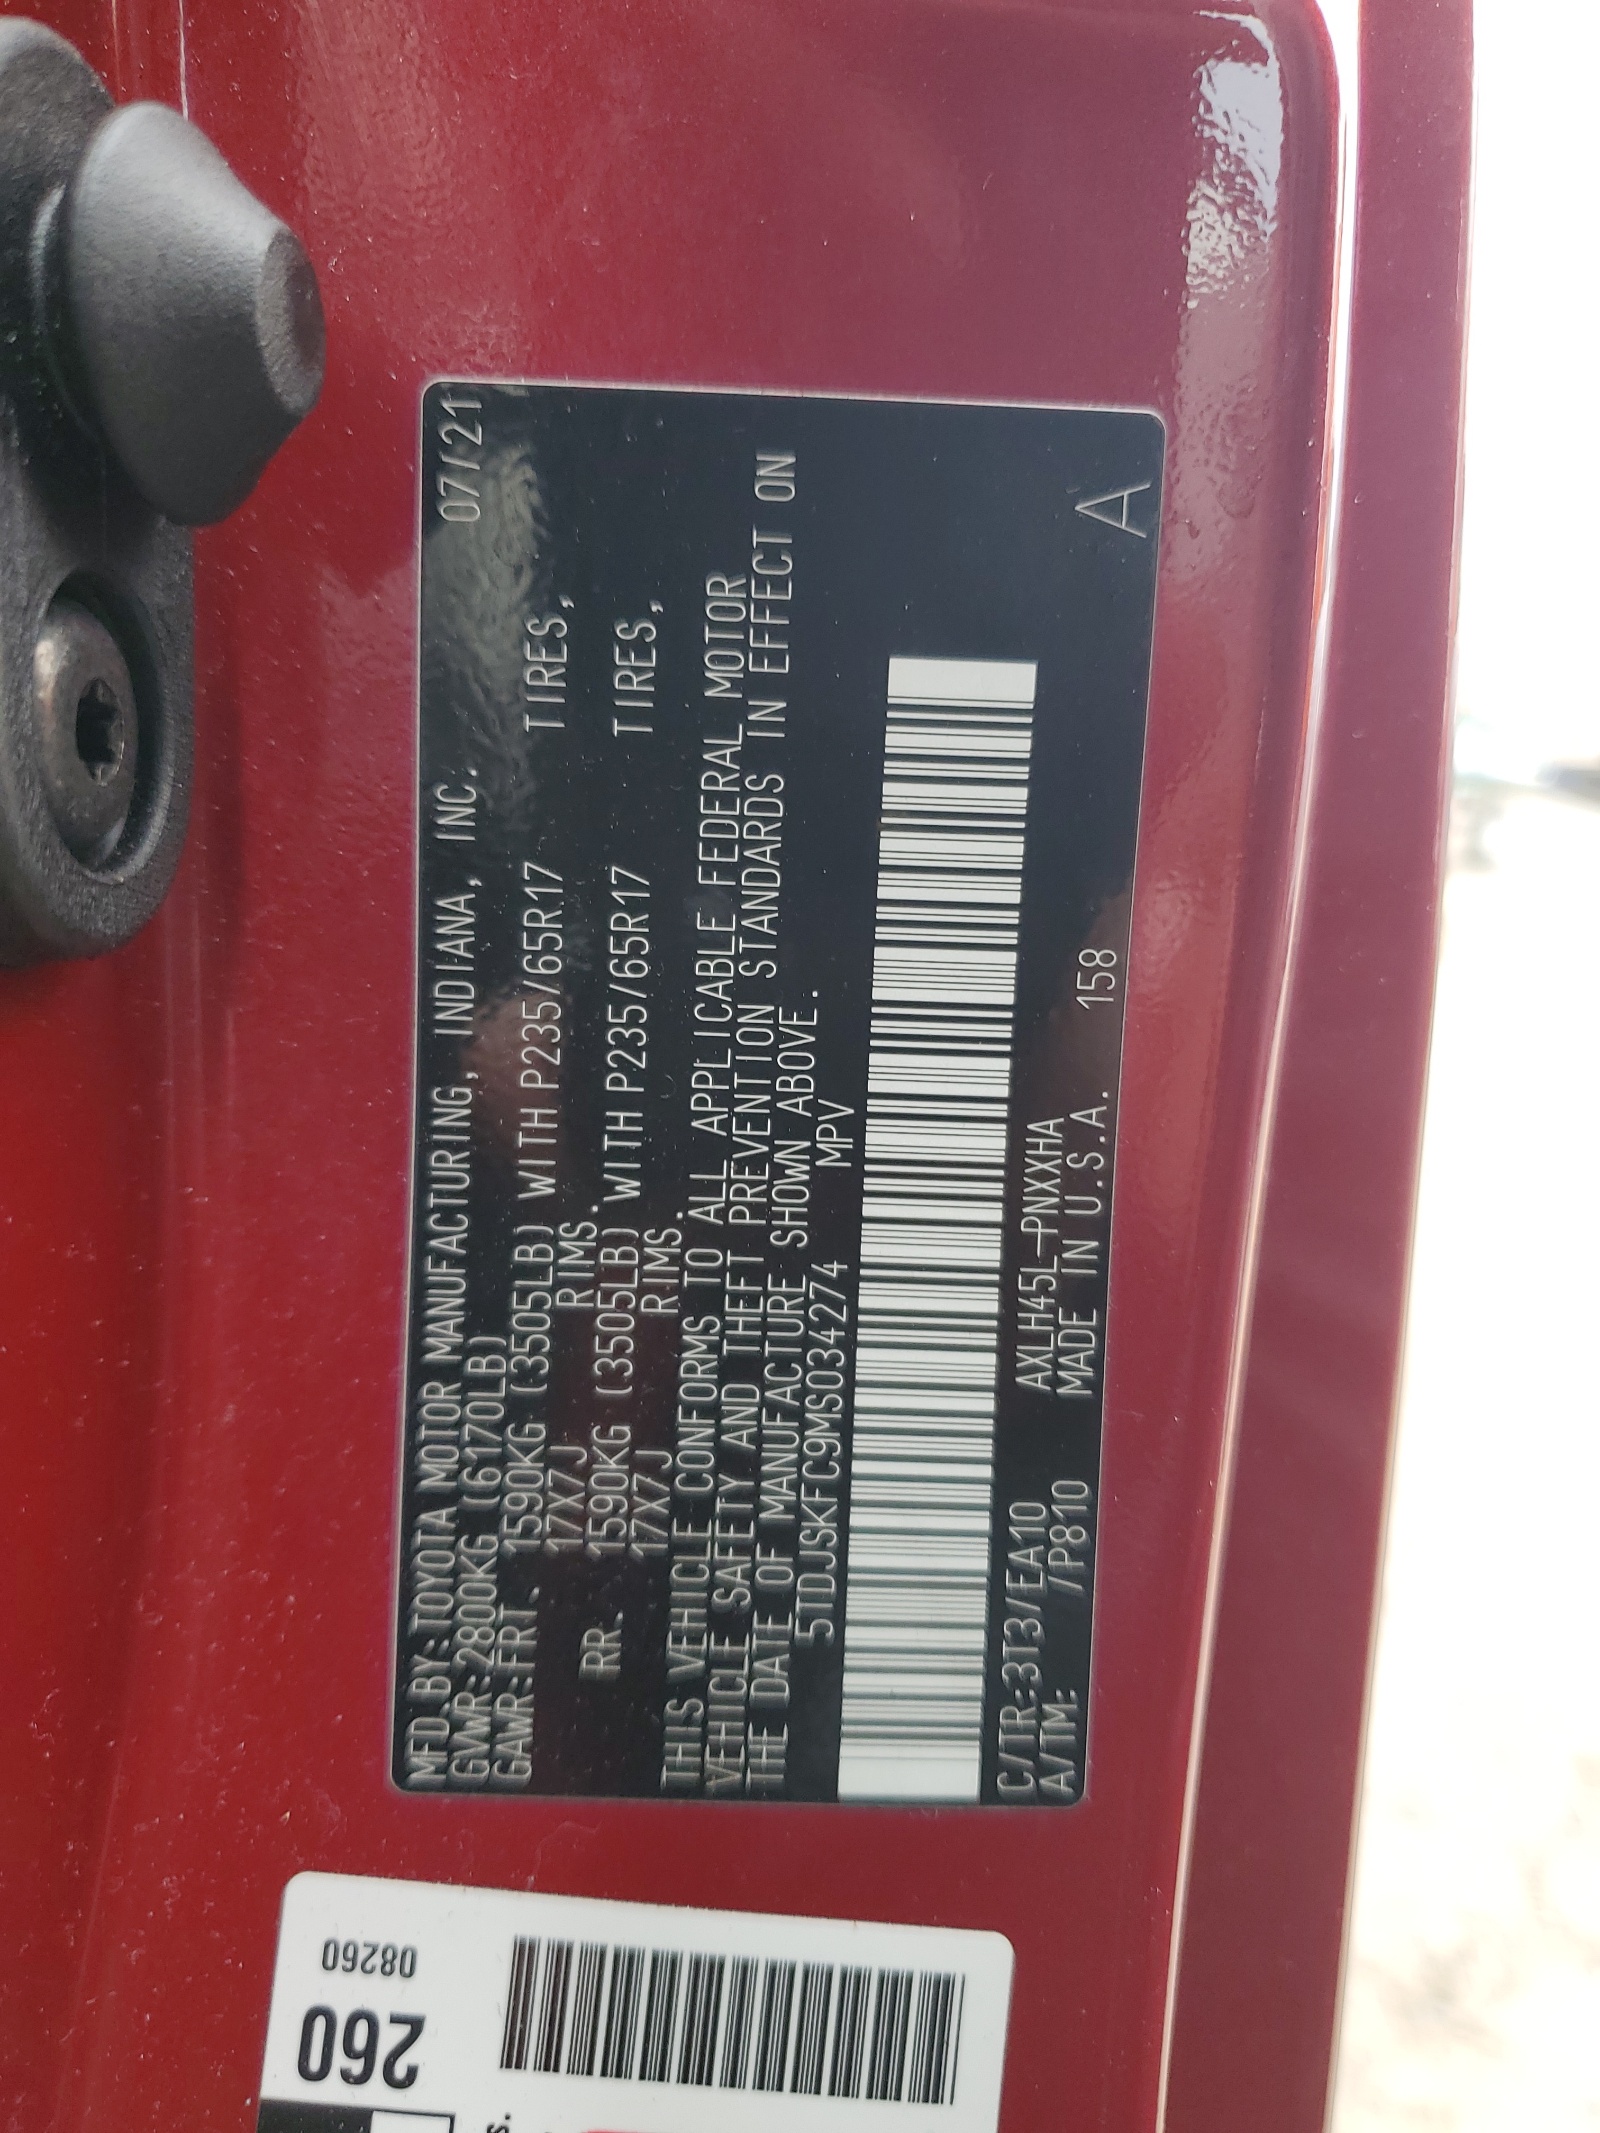 MFD.BY:TOYOTA MOTOR MANUFACTURING, INDIANA, INC. 07/21
GVWR:2800KG (6170LB)
GAWR:FRT. 1590KG (3505LB) WITH P235/65R17 TIRES,
17X7J RIMS.
RR. 1590KG (3505LB) WITH P235/65R17 TIRES,
17X7J RIMS.
THIS VEHICLE CONFORMS TO ALL APPLICABLE FEDERAL MOTOR
VEHICLE SAFETY AND THEFT PREVENTION STANDARDS IN EFFECT ON
THE DATE OF MANUFACTURE SHOWN ABOVE.
5TDJSKFC9MS034274 MPV
C/TR:3T3/EA10 AXLH45L-PNXXHA
A/TM: /P810 MADE IN U.S.A. 158
A
08260
260
s.